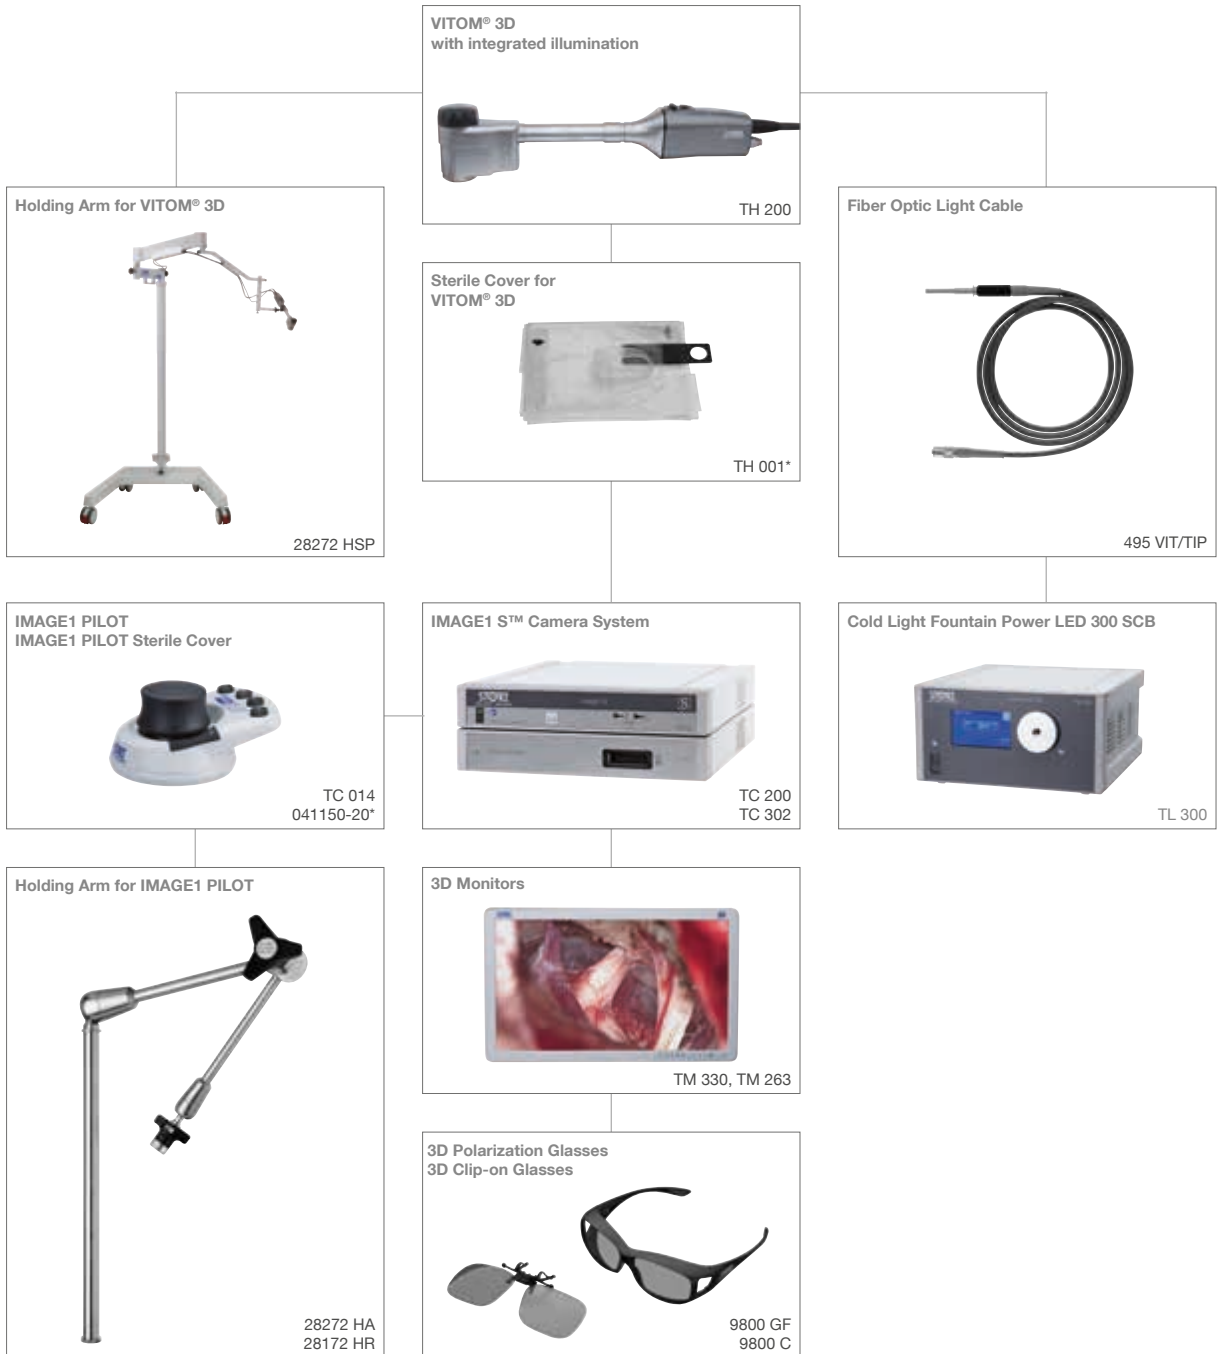 VITOM® 3D
with integrated illumination
TH 200
Holding Arm for VITOM® 3D
28272 HSP
Sterile Cover for
VITOM® 3D
TH 001*
Fiber Optic Light Cable
495 VIT/TIP
IMAGE1 PILOT
IMAGE1 PILOT Sterile Cover
TC 014
041150-20*
IMAGE1 S™ Camera System
STORZ
S
TC 200
TC 302
Cold Light Fountain Power LED 300 SCB
STORZ
TL 300
Holding Arm for IMAGE1 PILOT
28272 HA
28172 HR
3D Monitors
TM 330, TM 263
3D Polarization Glasses
3D Clip-on Glasses
9800 GF
9800 C